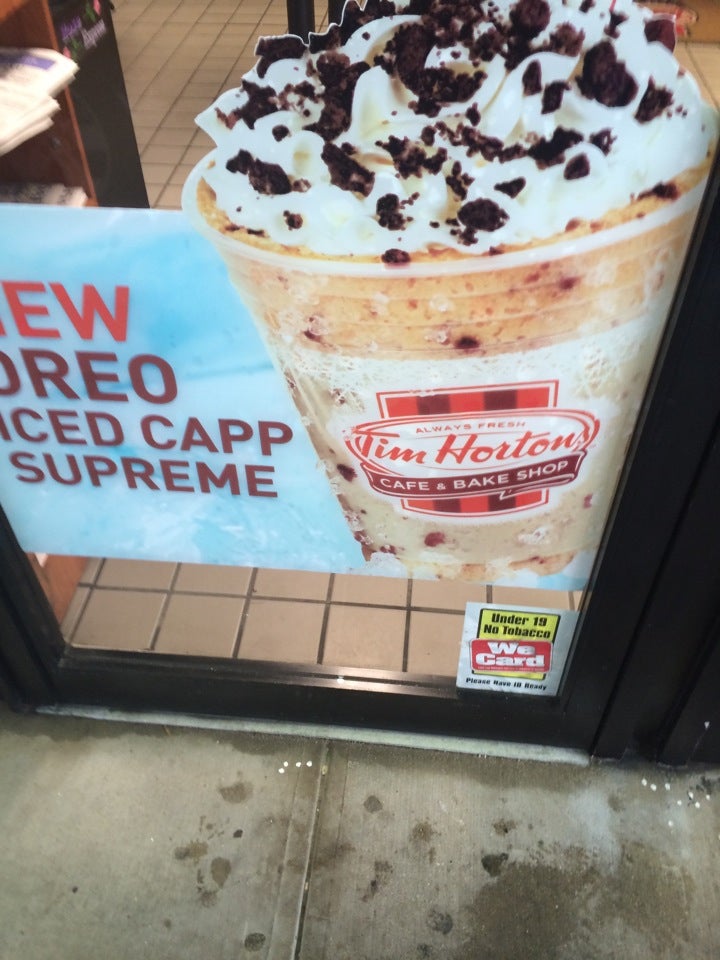 EW
OREO
ICED CAPP
SUPREME
ALWAYS FRESH
Tim Hortons
CAFE & BAKE SHOP
Under 19
No Tobacco
We
Card
Please Have ID Ready